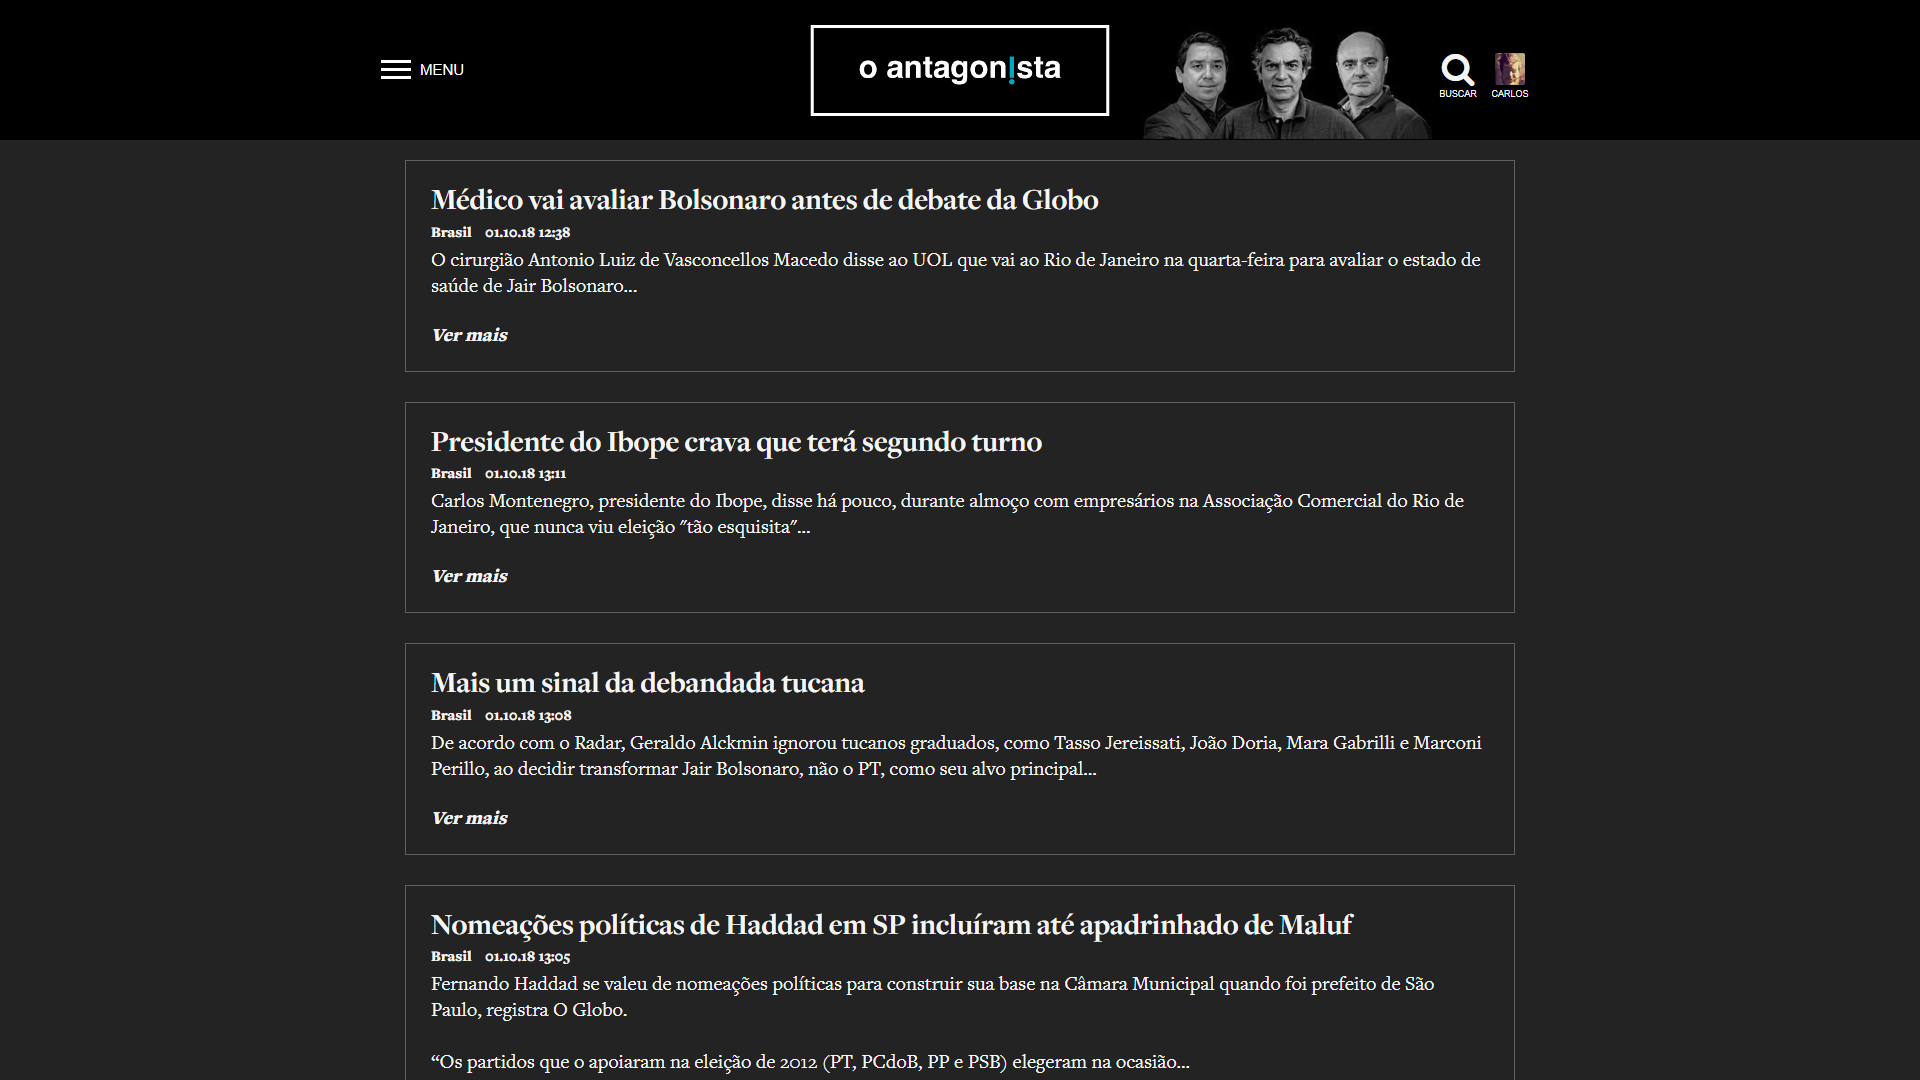 MENU
o antagonista
BUSCAR
CARLOS
Médico vai avaliar Bolsonaro antes de debate da Globo
Brasil 01.10.18 12:38
O cirurgião Antonio Luiz de Vasconcellos Macedo disse ao UOL que vai ao Rio de Janeiro na quarta-feira para avaliar o estado de
saúde de Jair Bolsonaro...
Ver mais
Presidente do Ibope crava que terá segundo turno
Brasil 01.10.18 13:11
Carlos Montenegro, presidente do Ibope, disse há pouco, durante almoço com empresários na Associação Comercial do Rio de
Janeiro, que nunca viu eleição "tão esquisita"...
Ver mais
Mais um sinal da debandada tucana
Brasil 01.10.18 13:08
De acordo com o Radar, Geraldo Alckmin ignorou tucanos graduados, como Tasso Jereissati, João Doria, Mara Gabrilli e Marconi
Perillo, ao decidir transformar Jair Bolsonaro, não o PT, como seu alvo principal...
Ver mais
Nomeações políticas de Haddad em SP incluíram até apadrinhado de Maluf
Brasil 01.10.18 13:05
Fernando Haddad se valeu de nomeações políticas para construir sua base na Câmara Municipal quando foi prefeito de São
Paulo, registra O Globo.
“Os partidos que o apoiaram na eleição de 2012 (PT, PCdoB, PP e PSB) elegeram na ocasião...